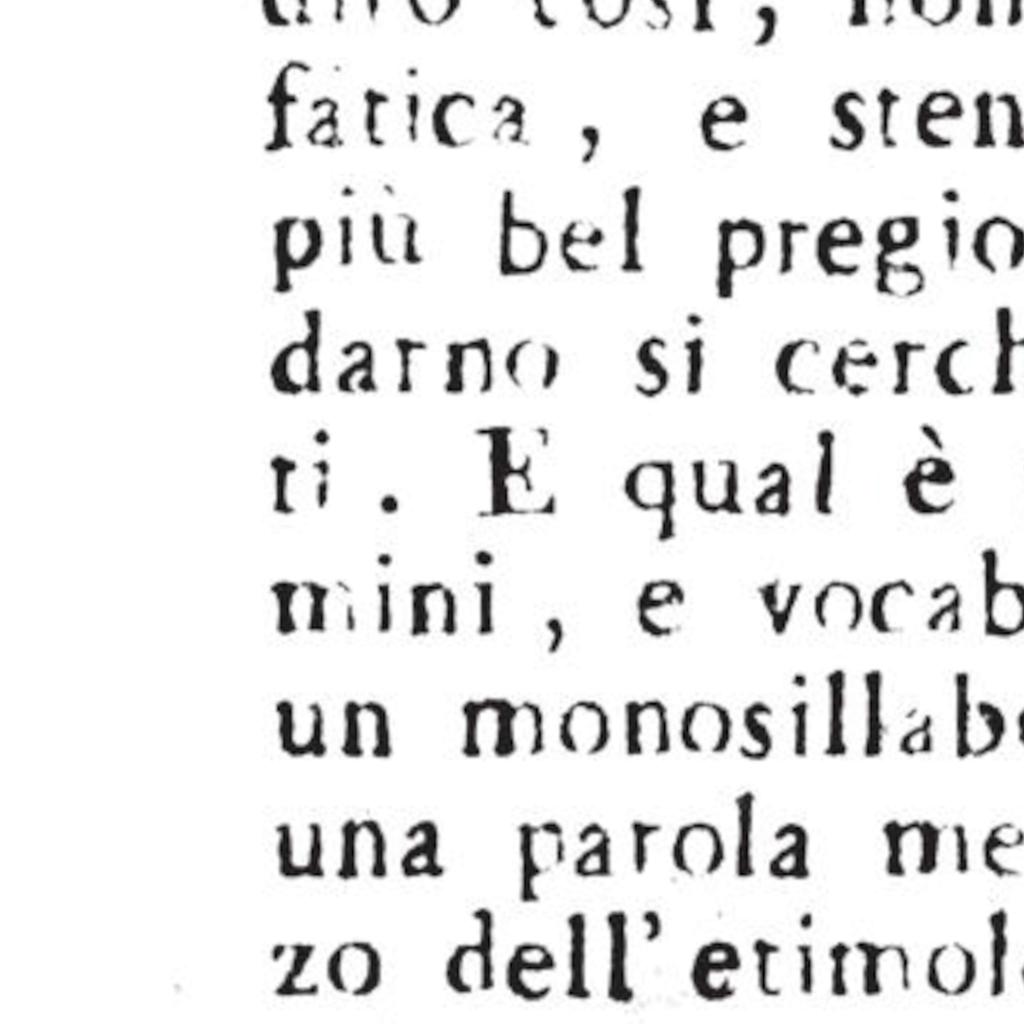 così, non
fatica, e sten
più bel pregio
darno si cerch
ti. E qual è
mini, e vocab
un monosillab
una parola me
zo dell'etimol